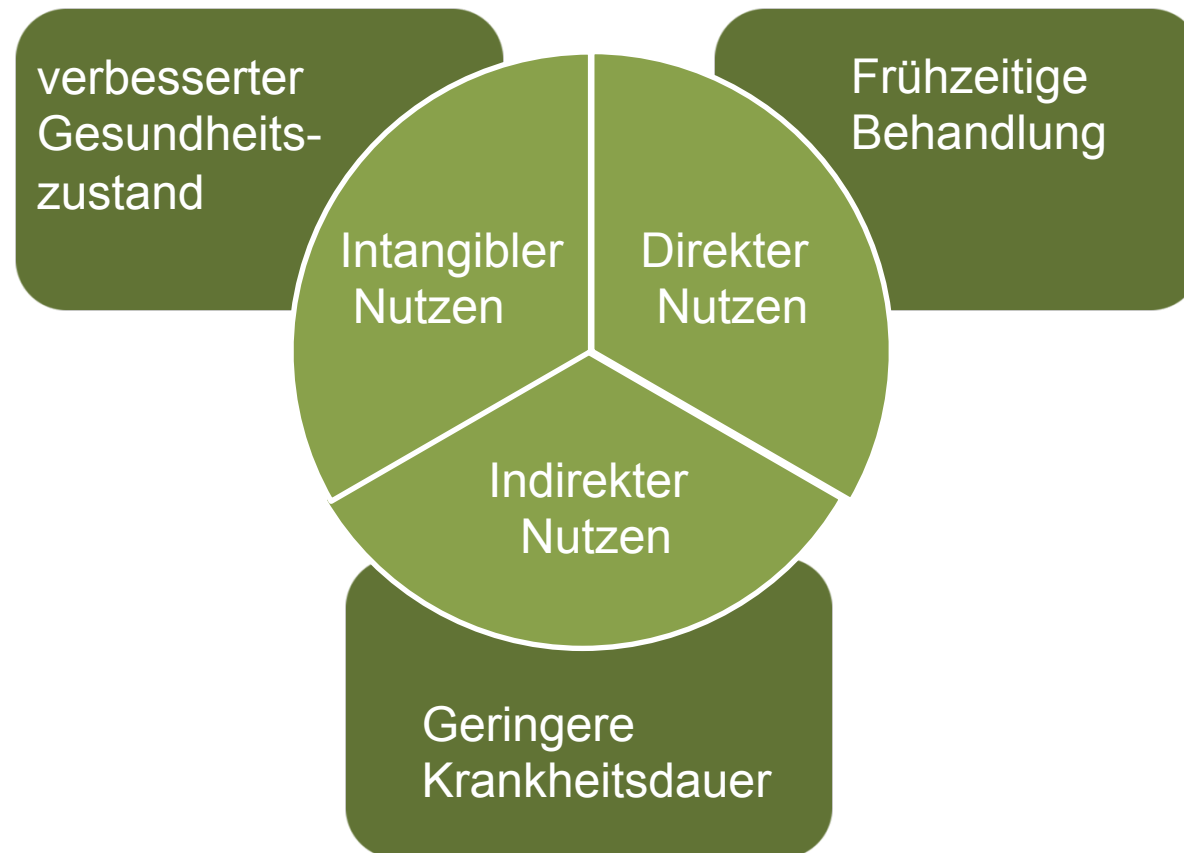 verbesserter
Gesundheits-
zustand
Frühzeitige
Behandlung
Intangibler
Nutzen
Direkter
Nutzen
Indirekter
Nutzen
Geringere
Krankheitsdauer